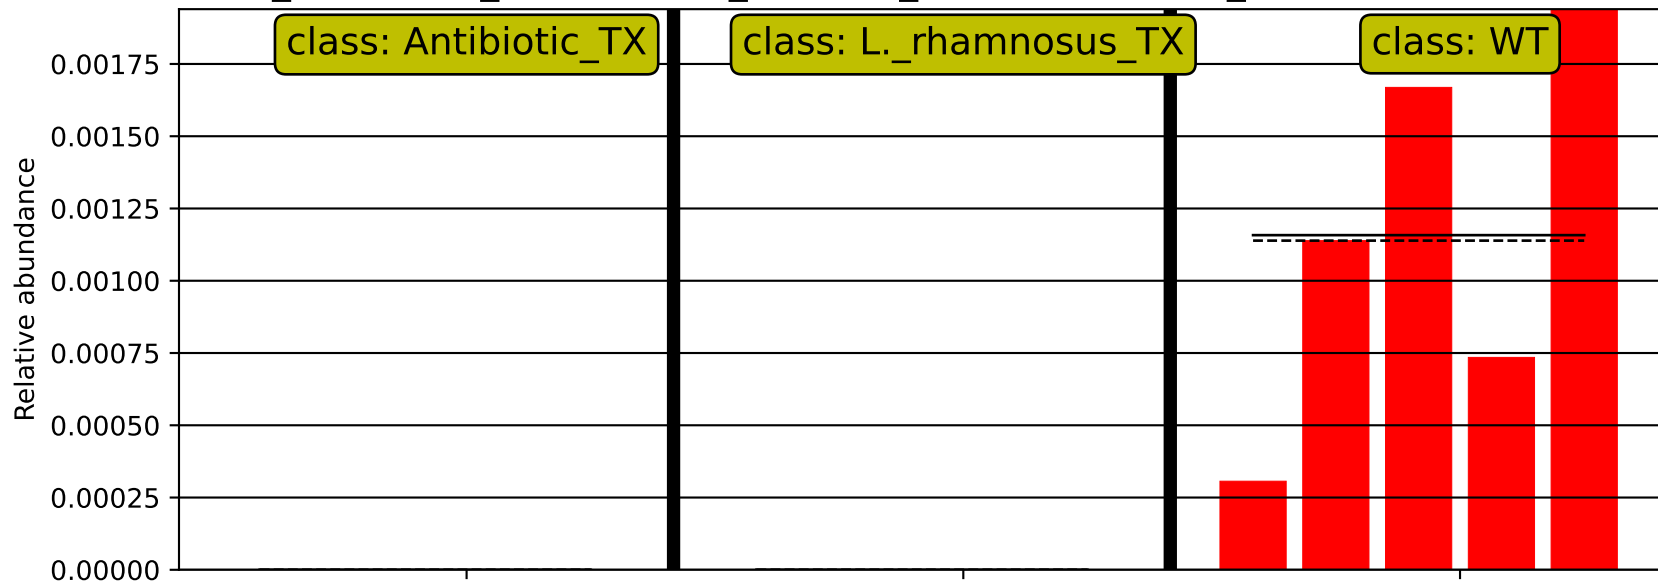 class: Antibiotic_TX
class: L._rhamnosus_TX
class: WT
Relative abundance
0.00175
0.00150
0.00125
0.00100
0.00075
0.00050
0.00025
0.00000